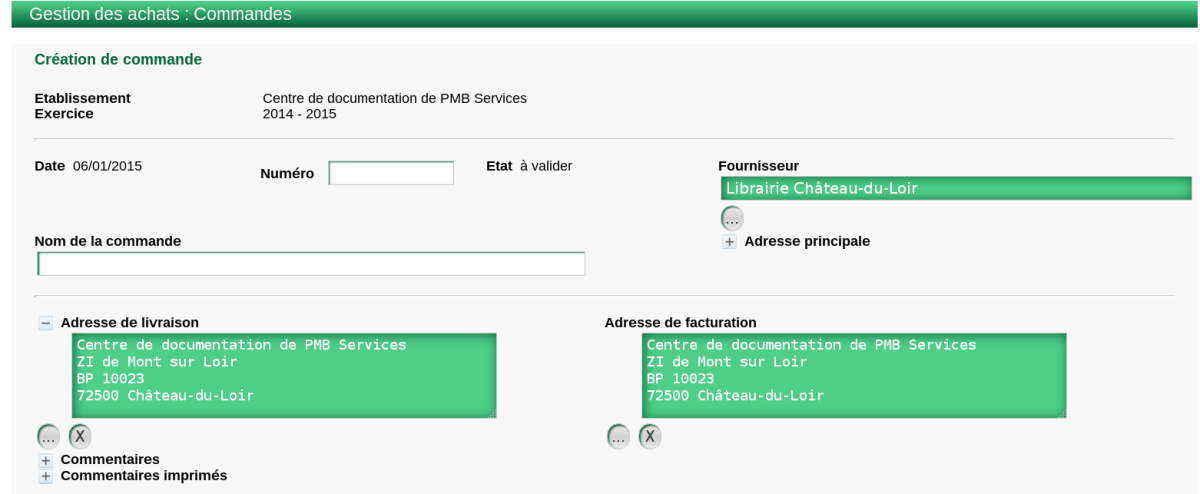 Gestion des achats : Commandes
Création de commande
Etablissement Centre de documentation de PMB Services
Exercice 2014 - 2015
Date 06/01/2015 Numéro Etat à valider Fournisseur
Librairie Château-du-Loir
...
Nom de la commande + Adresse principale
− Adresse de livraison Adresse de facturation
Centre de documentation de PMB Services Centre de documentation de PMB Services
ZI de Mont sur Loir ZI de Mont sur Loir
BP 10023 BP 10023
72500 Château-du-Loir 72500 Château-du-Loir
... X ... X
+ Commentaires
+ Commentaires imprimés